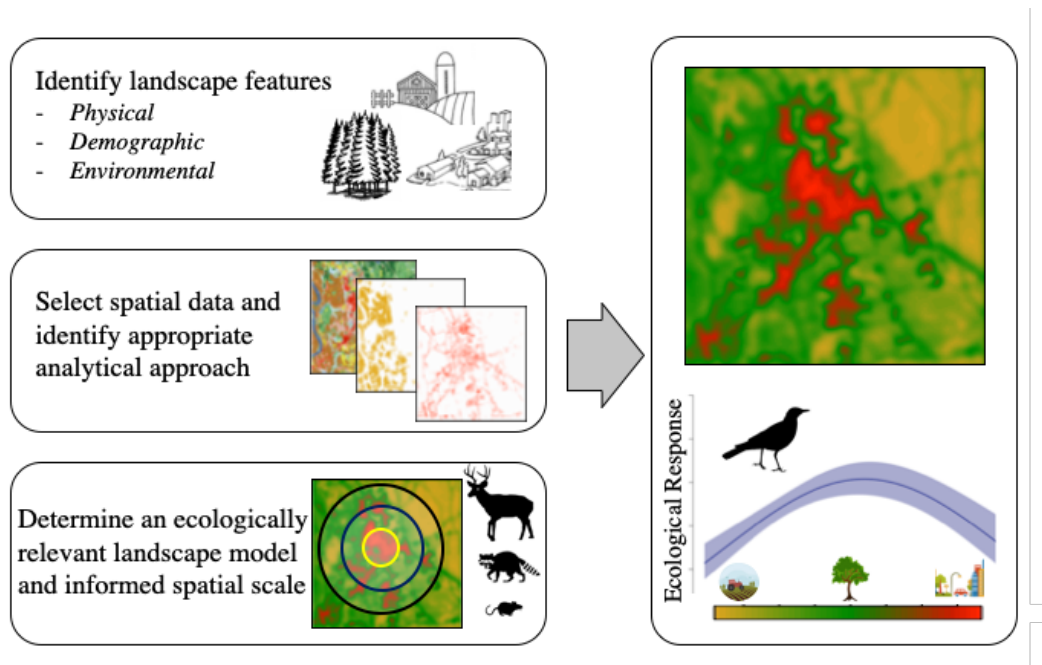 Identify landscape features
- Physical
- Demographic
- Environmental
Select spatial data and
identify appropriate
analytical approach
Determine an ecologically
relevant landscape model
and informed spatial scale
Ecological Response